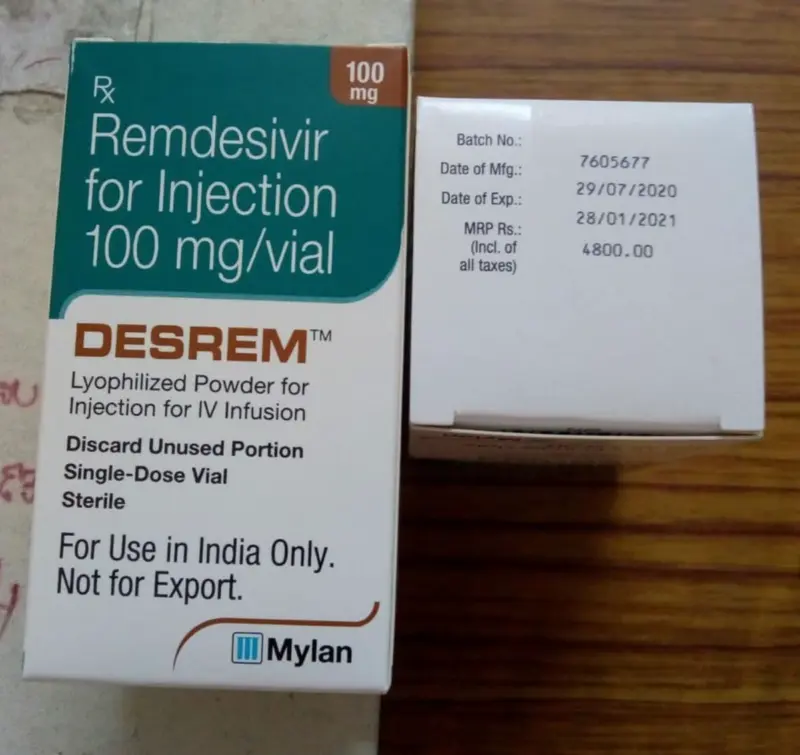 Rx
100
mg
Remdesivir
for Injection
100 mg/vial
DESREM™
Lyophilized Powder for
Injection for IV Infusion
Discard Unused Portion
Single-Dose Vial
Sterile
For Use in India Only.
Not for Export.
Mylan
Batch No.: 7605677
Date of Mfg.: 29/07/2020
Date of Exp.: 28/01/2021
MRP Rs.: 4800.00
(Incl. of
all taxes)